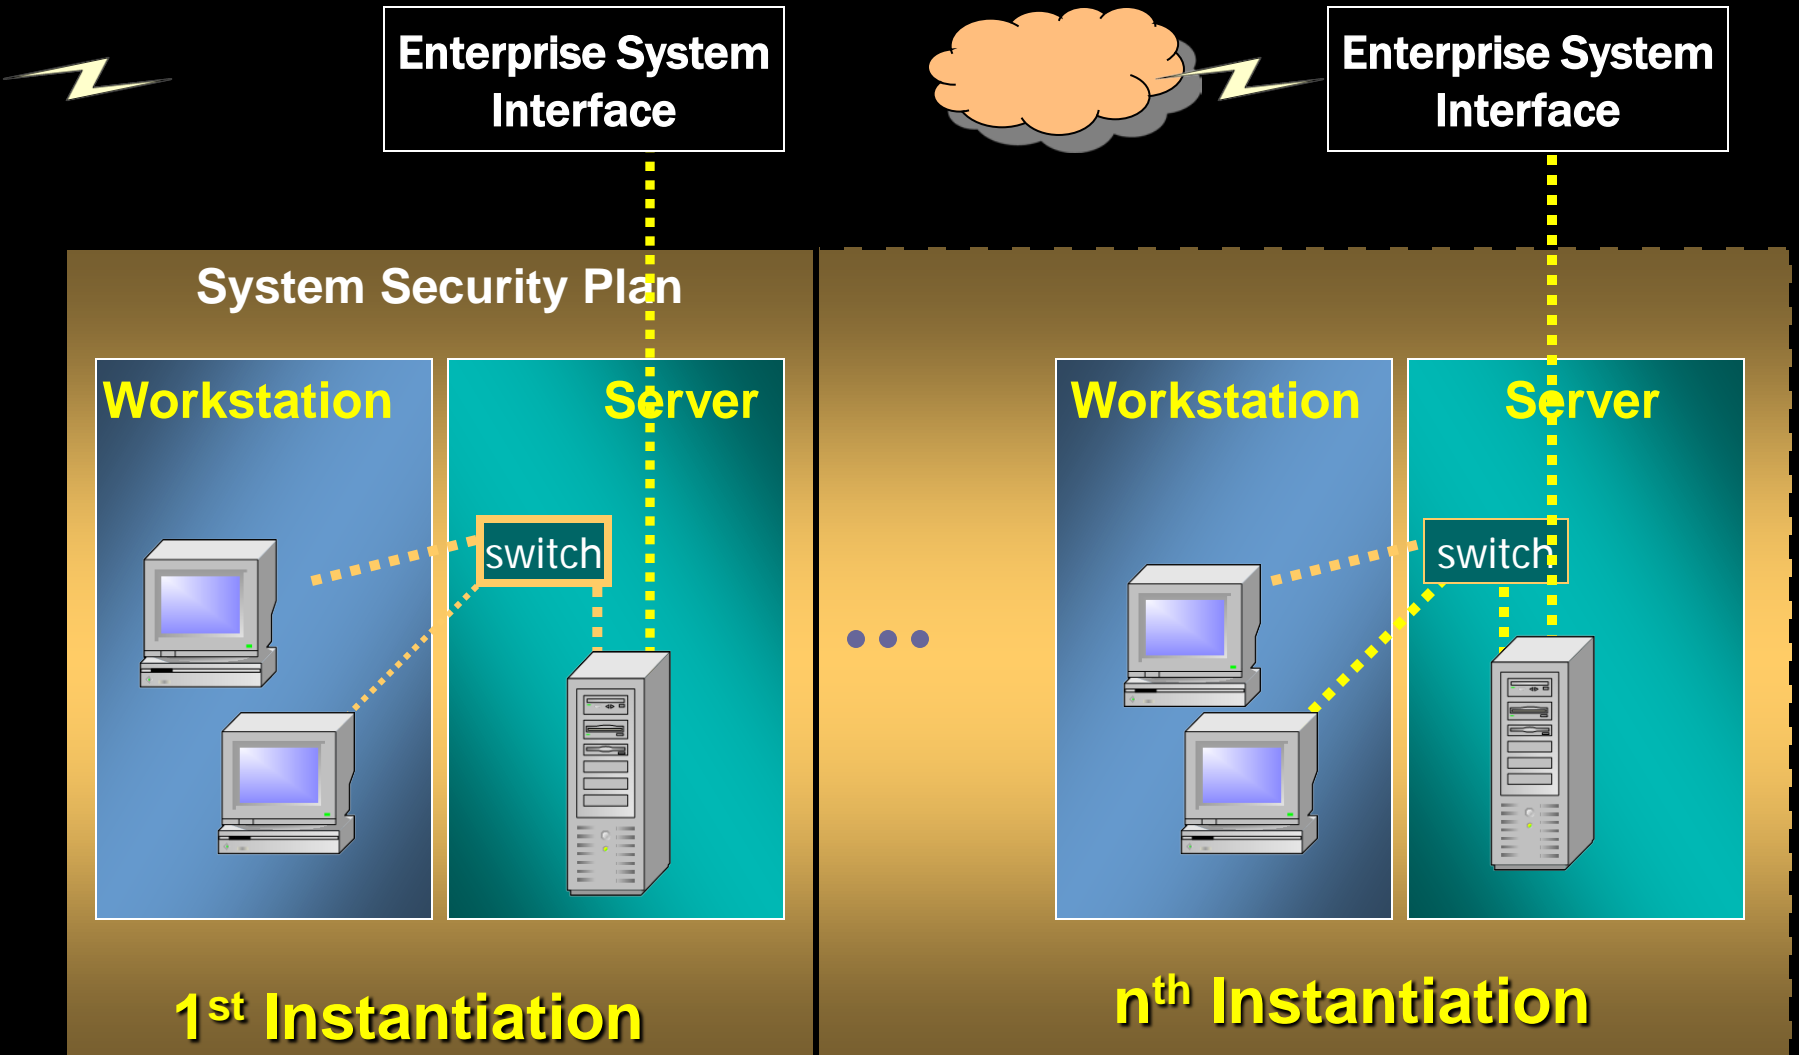 Enterprise System
Interface
Enterprise System
Interface
System Security Plan
Workstation
Server
switch
1st Instantiation
Workstation
Server
switch
nth Instantiation